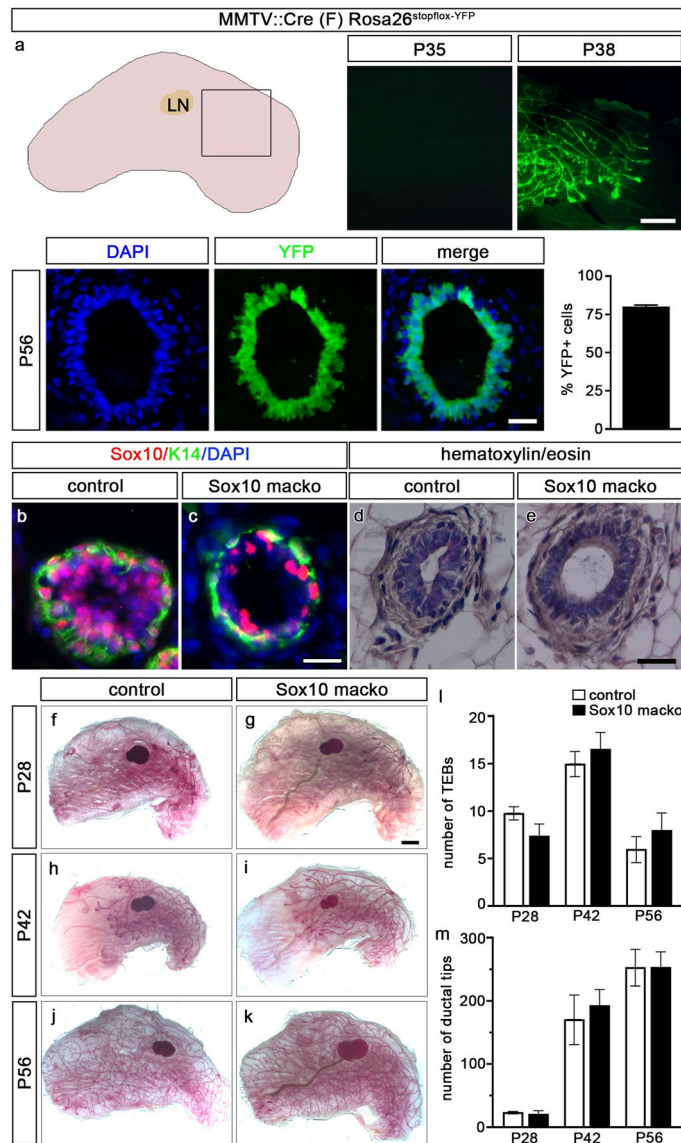 MMTV::Cre (F) Rosa26stopflox-YFP
a
LN
P35
P38
P56
DAPI
YFP
merge
% YFP+ cells
100
75
50
25
0
Sox10/K14/DAPI
hematoxylin/eosin
control
Sox10 macko
control
Sox10 macko
b
c
d
e
control
Sox10 macko
P28
f
g
P42
h
i
P56
j
k
l
control
Sox10 macko
number of TEBs
20
15
10
5
0
P28 P42 P56
m
number of ductal tips
300
200
100
0
P28 P42 P56